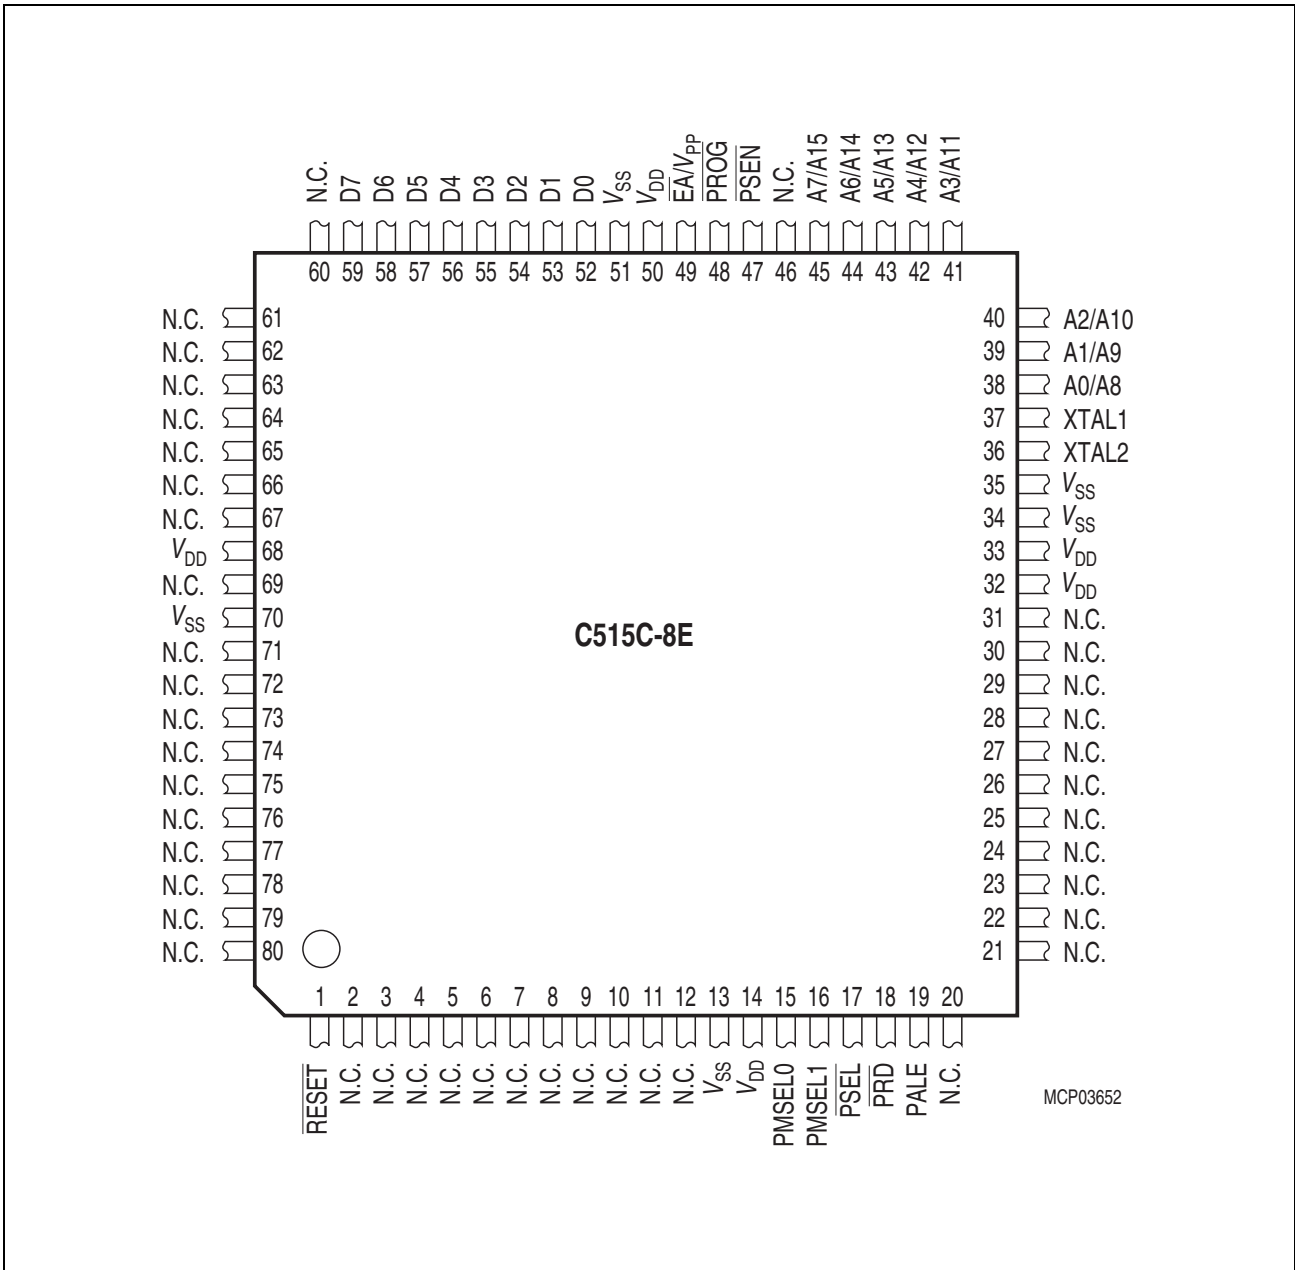 N.C. D7 D6 D5 D4 D3 D2 D1 D0 VSS VDD EA/VPP PROG PSEN N.C. A7/A15 A6/A14 A5/A13 A4/A12 A3/A11
60 59 58 57 56 55 54 53 52 51 50 49 48 47 46 45 44 43 42 41
N.C. 61 40 A2/A10
N.C. 62 39 A1/A9
N.C. 63 38 A0/A8
N.C. 64 37 XTAL1
N.C. 65 36 XTAL2
N.C. 66 35 VSS
N.C. 67 34 VSS
VDD 68 33 VDD
N.C. 69 32 VDD
VSS 70 31 N.C.
C515C-8E
N.C. 71 30 N.C.
N.C. 72 29 N.C.
N.C. 73 28 N.C.
N.C. 74 27 N.C.
N.C. 75 26 N.C.
N.C. 76 25 N.C.
N.C. 77 24 N.C.
N.C. 78 23 N.C.
N.C. 79 22 N.C.
N.C. 80 21 N.C.
1 2 3 4 5 6 7 8 9 10 11 12 13 14 15 16 17 18 19 20
RESET N.C. N.C. N.C. N.C. N.C. N.C. N.C. N.C. N.C. N.C. N.C. VSS VDD PMSEL0 PMSEL1 PSEL PRD PALE N.C.
MCP03652